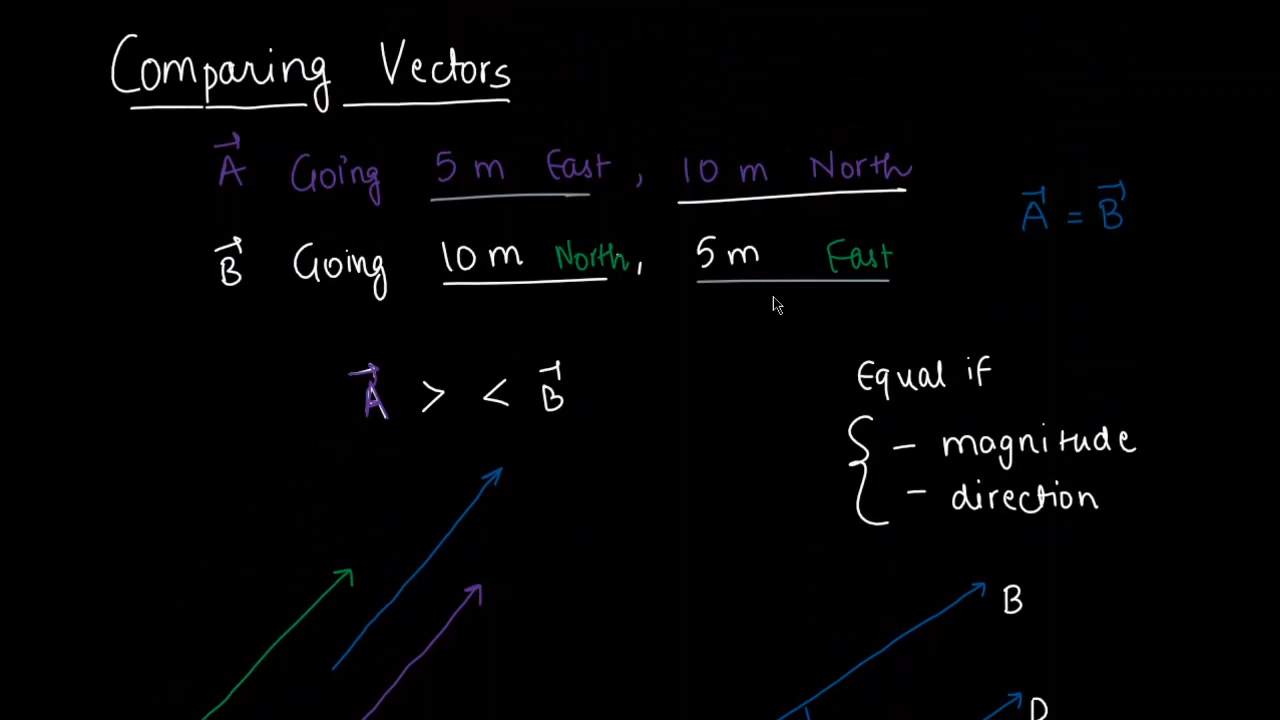 Comparing Vectors
A⃗ Going 5 m East, 10 m North
A⃗ = B⃗
B⃗ Going 10 m North, 5 m East
A⃗ > < B⃗
Equal if
- magnitude
- direction
B
D